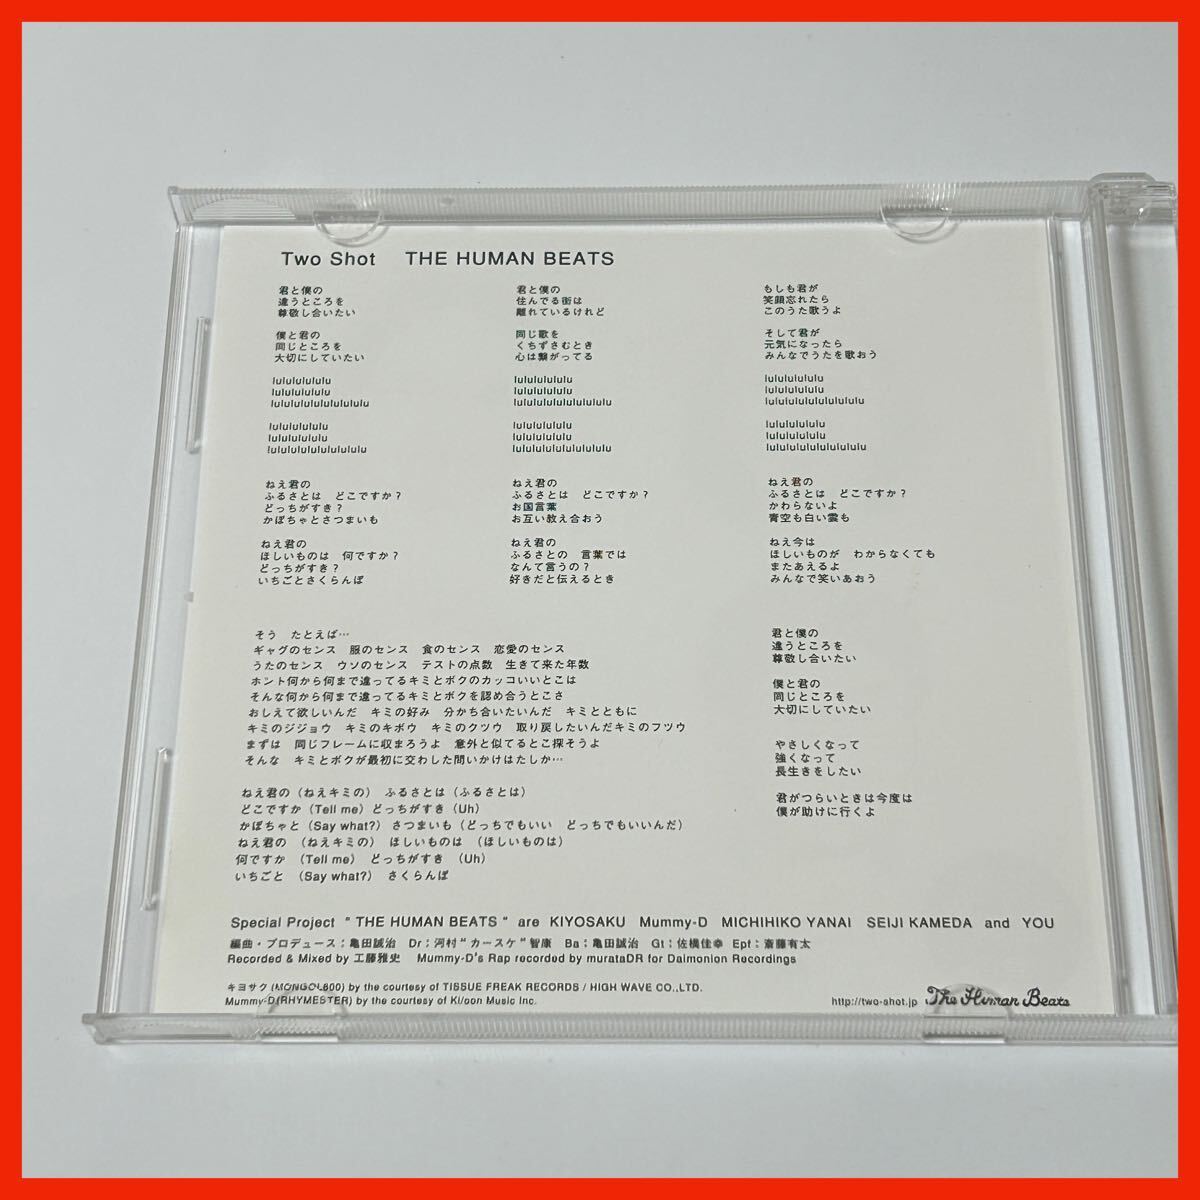 Two Shot THE HUMAN BEATS
君と僕の
違うところを
尊敬し合いたい
僕と君の
同じところを
大切にしていたい
lulululululu
lulululululu
lulululululululululu
lulululululu
lulululululu
lulululululululululu
ねえ君の
ふるさとは どこですか？
どっちがすき？
かぼちゃとさつまいも
ねえ君の
ほしいものは 何ですか？
どっちがすき？
いちごとさくらんぼ
君と僕の
住んでる街は
離れているけれど
同じ歌を
くちずさむとき
心は繋がってる
lulululululu
lulululululu
lulululululululululu
lulululululu
lulululululu
lulululululululululu
ねえ君の
ふるさとは どこですか？
お国言葉
お互い教え合おう
ねえ君の
ふるさとの 言葉では
なんて言うの？
好きだと伝えるとき
もしも君が
笑顔忘れたら
このうた歌うよ
そして君が
元気になったら
みんなでうたを歌おう
lulululululu
lulululululu
lulululululululululu
lulululululu
lulululululu
lulululululululululu
ねえ君の
ふるさとは どこですか？
かわらないよ
青空も白い雲も
ねえ今は
ほしいものが わからなくても
またあえるよ
みんなで笑いあおう
そう たとえば…
ギャグのセンス 服のセンス 食のセンス 恋愛のセンス
うたのセンス ウソのセンス テストの点数 生きて来た年数
ホント何から何まで違ってるキミとボクのカッコいいとこは
そんな何から何まで違ってるキミとボクを認め合うとこさ
おしえて欲しいんだ キミの好み 分かち合いたいんだ キミとともに
キミのジジョウ キミのキボウ キミのクツウ 取り戻したいんだキミのフツウ
まずは 同じフレームに収まろうよ 意外と似てるとこ探そうよ
そんな キミとボクが最初に交わした問いかけはたしか…
ねえ君の（ねえキミの） ふるさとは（ふるさとは）
どこですか（Tell me）どっちがすき（Uh）
かぼちゃと（Say what?） さつまいも（どっちでもいい どっちでもいいんだ）
ねえ君の （ねえキミの） ほしいものは （ほしいものは）
何ですか （Tell me） どっちがすき （Uh）
いちごと （Say what?） さくらんぼ
君と僕の
違うところを
尊敬し合いたい
僕と君の
同じところを
大切にしていたい
やさしくなって
強くなって
長生きをしたい
君がつらいときは今度は
僕が助けに行くよ
Special Project "THE HUMAN BEATS" are KIYOSAKU Mummy-D MICHIHIKO YANAI SEIJI KAMEDA and YOU
編曲・プロデュース：亀田誠治 Dr：河村"カースケ"智康 Ba：亀田誠治 Gt：佐橋佳幸 Epf：斎藤有太
Recorded & Mixed by 工藤雅史 Mummy-D's Rap recorded by murataDR for Daimonion Recordings
キヨサク(MONGOL800) by the courtesy of TISSUE FREAK RECORDS / HIGH WAVE CO.,LTD.
Mummy-D(RHYMESTER) by the courtesy of Ki/oon Music Inc.
http://two-shot.jp The Human Beats